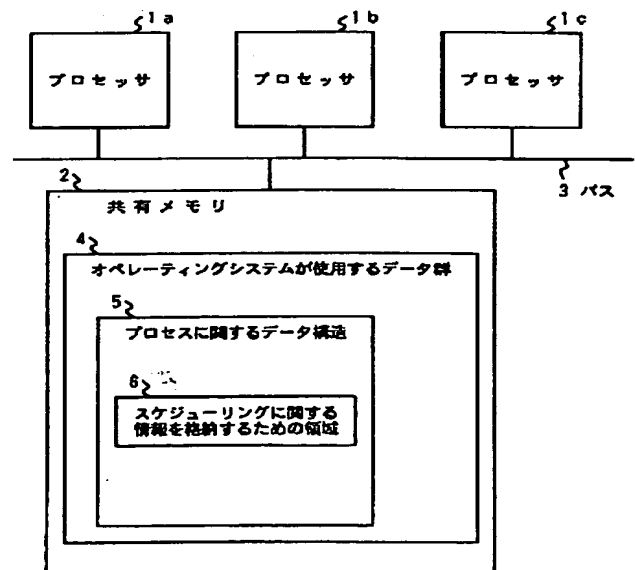 1a
1b
1c
プロセッサ
プロセッサ
プロセッサ
2
3 バス
共有メモリ
4
オペレーティングシステムが使用するデータ群
5
プロセスに関するデータ構造
6
スケジューリングに関する
情報を格納するための領域